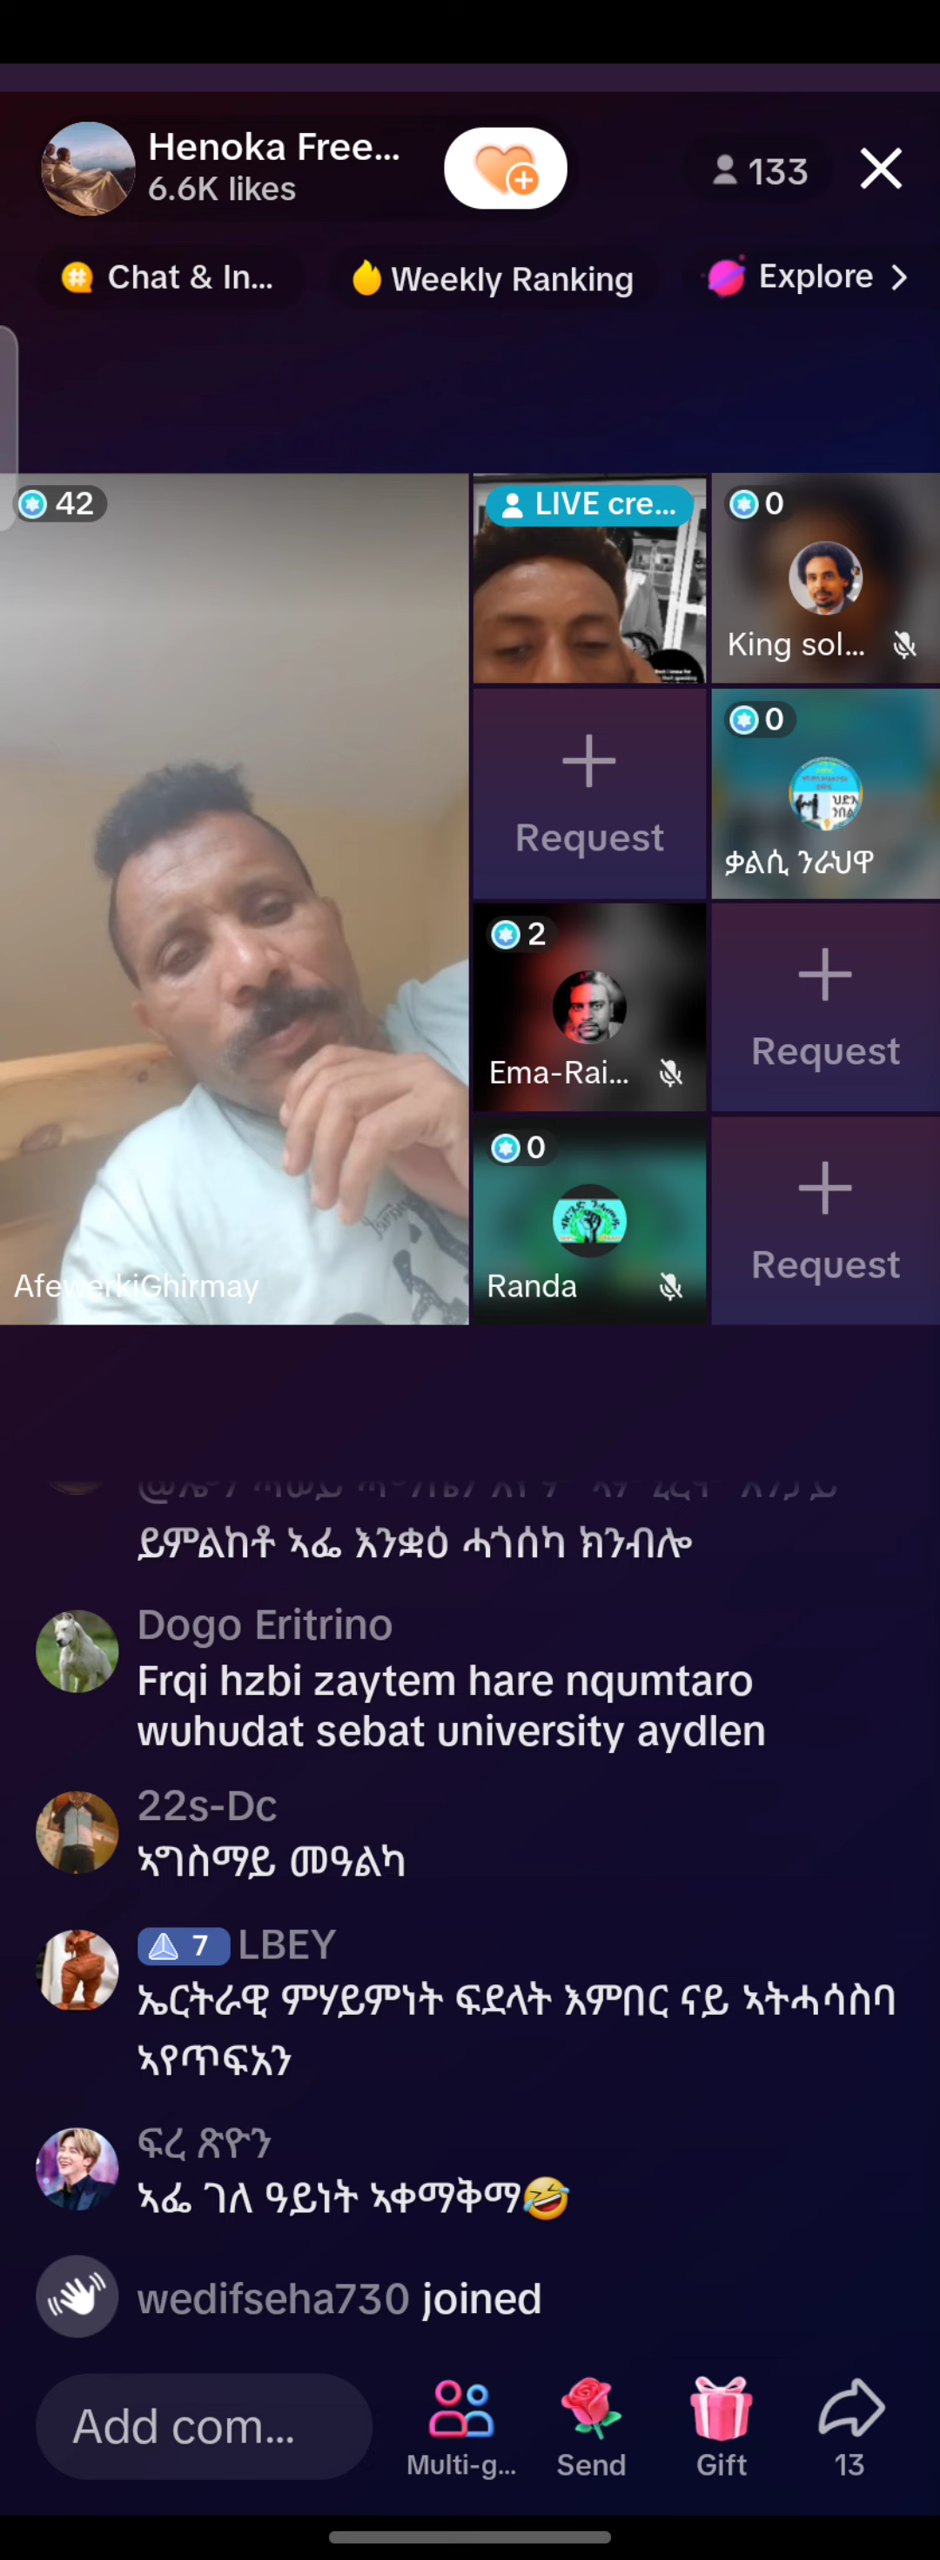 Henoka Free...
6.6K likes
133
Chat & In...
Weekly Ranking
Explore
42
LIVE cre...
0
King sol...
Request
0
ህድእ
ንበል
ቃልሲ ንራህዋ
2
Ema-Rai...
Request
0
Randa
Request
AfewerkiGhirmay
ይምልከቶ ኣፌ እንቋዕ ሓጎሰካ ክንብሎ
Dogo Eritrino
Frqi hzbi zaytem hare nqumtaro
wuhudat sebat university aydlen
22s-Dc
ኣግስማይ መዓልካ
7 LBEY
ኤርትራዊ ምሃይምነት ፍደላት እምበር ናይ ኣትሓሳስባ
ኣየጥፍአን
ፍረ ጽዮን
ኣፌ ገለ ዓይነት ኣቀማቅማ🤣
wedifseha730 joined
Add com...
Multi-g...
Send
Gift
13